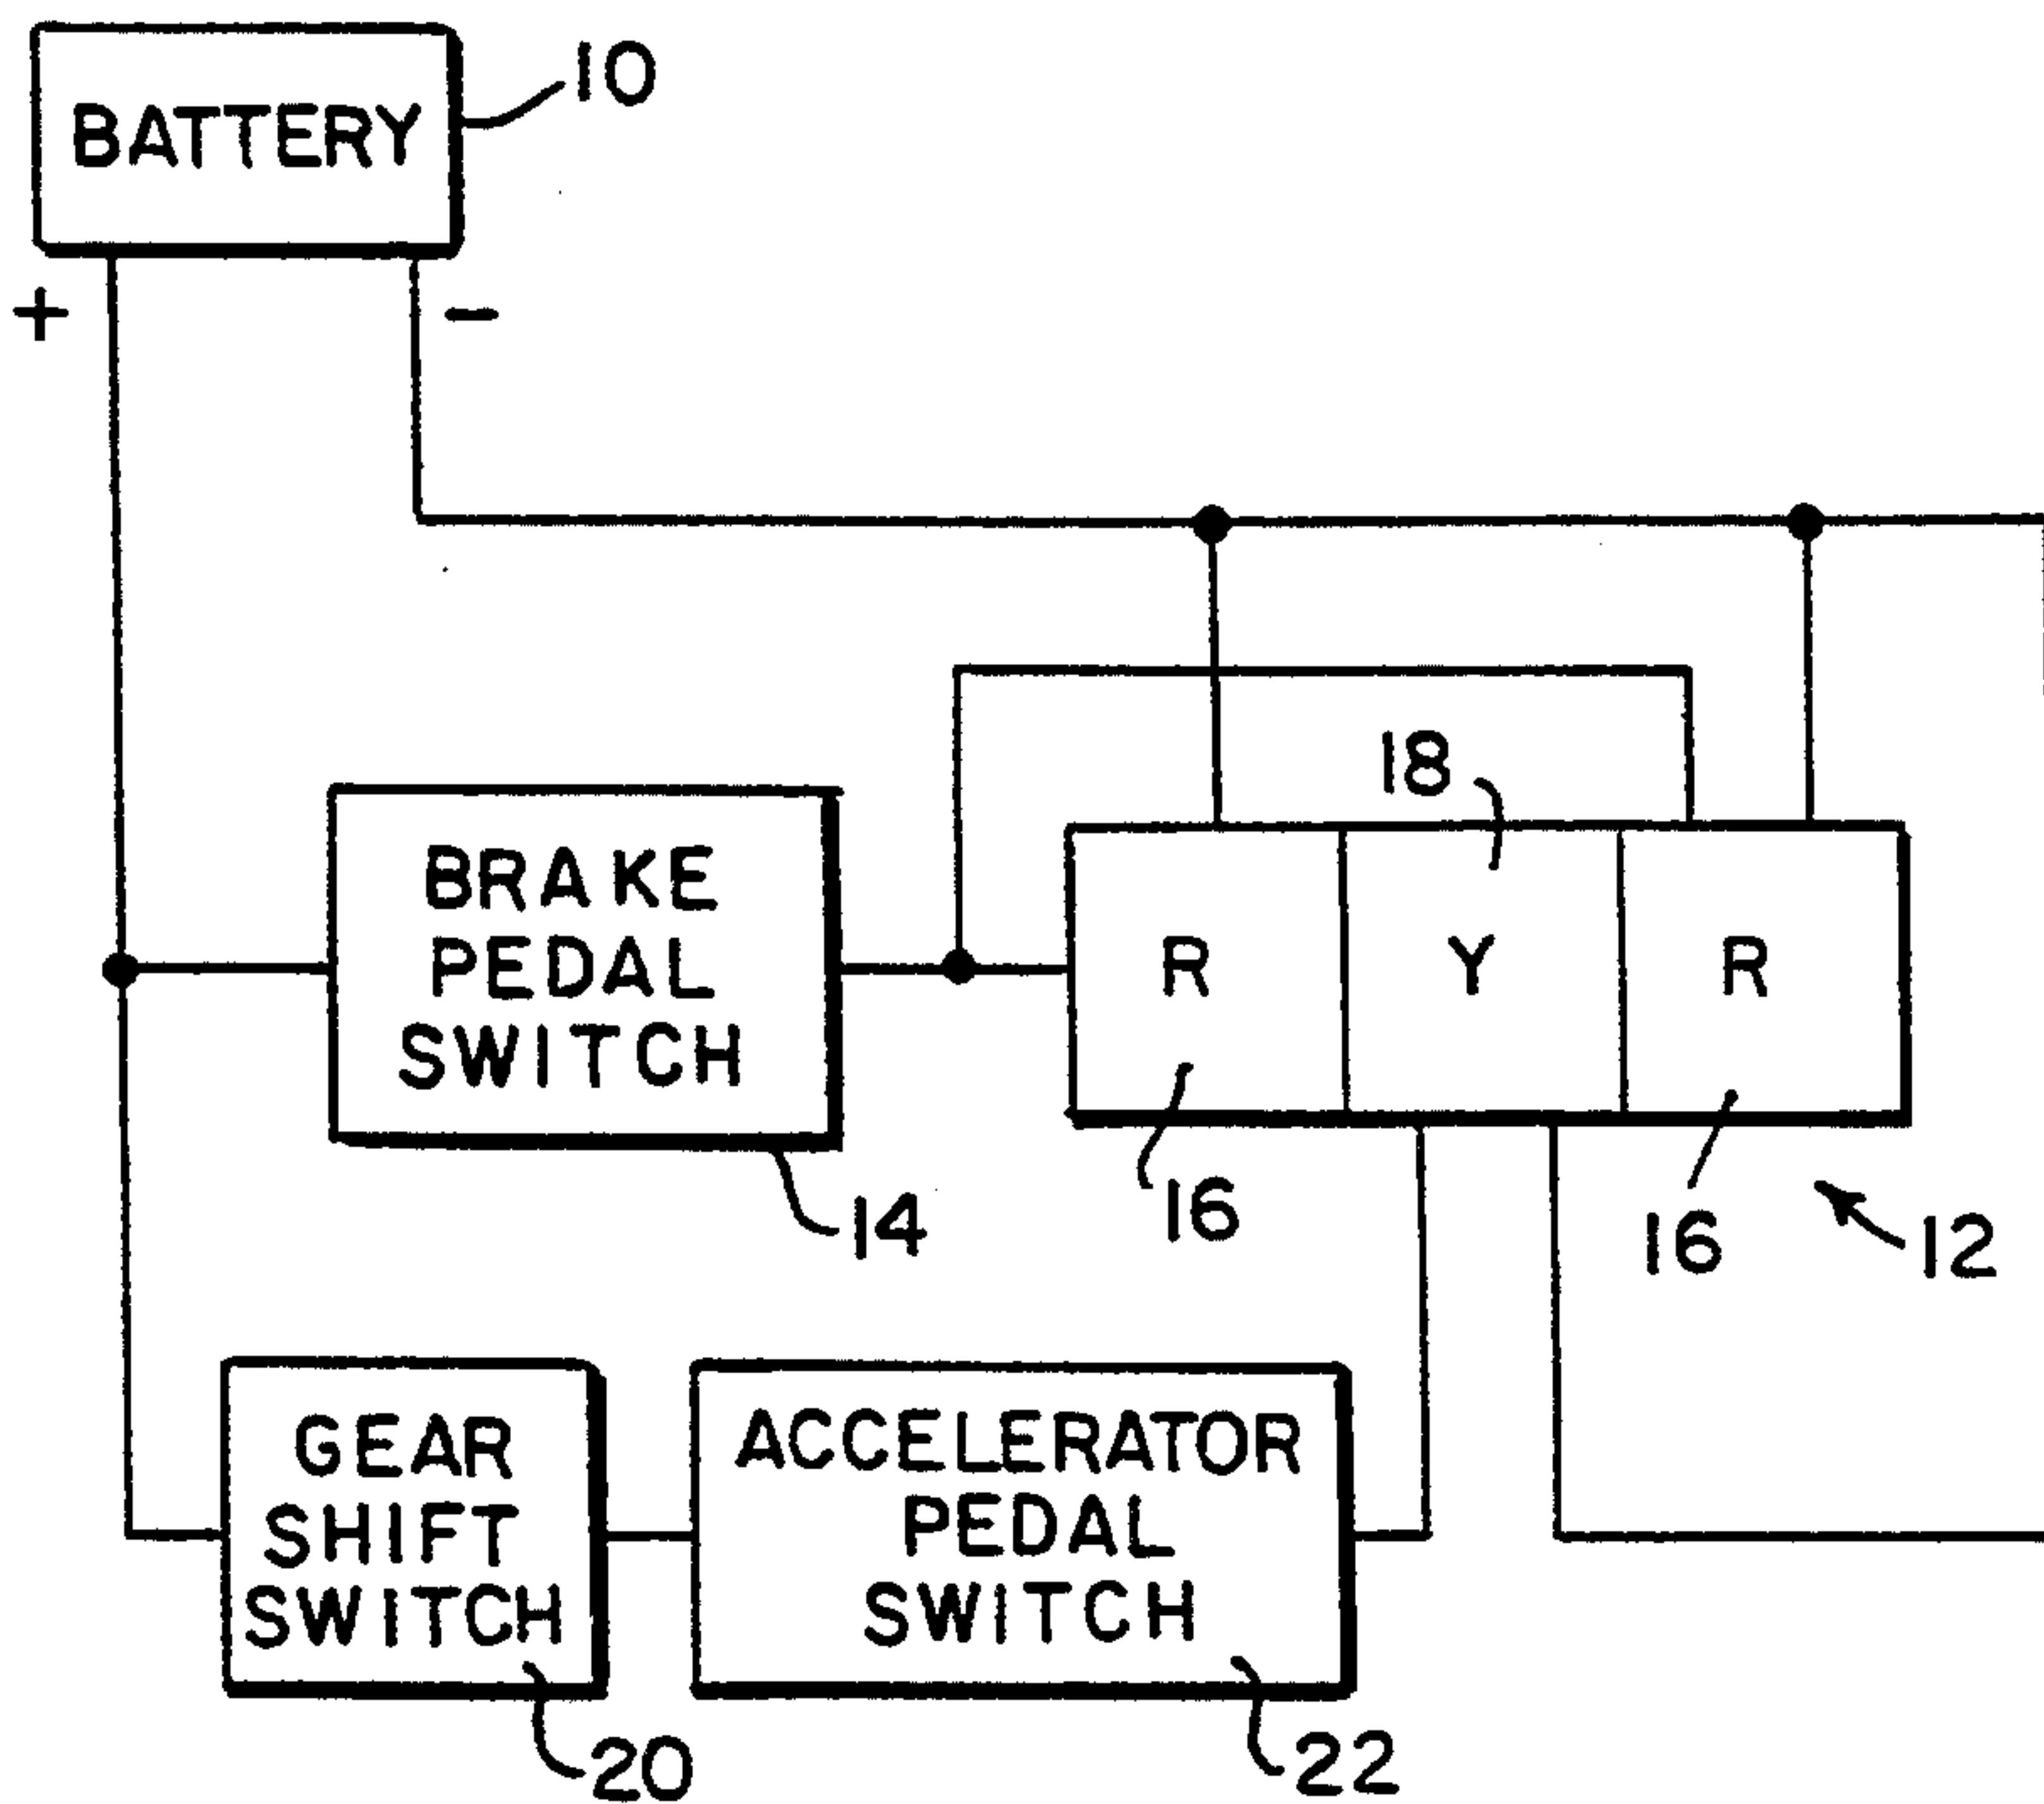 BATTERY
10
+
-
18
BRAKE
PEDAL
SWITCH
R
Y
R
14
16
16
12
GEAR
SHIFT
SWITCH
ACCELERATOR
PEDAL
SWITCH
20
22